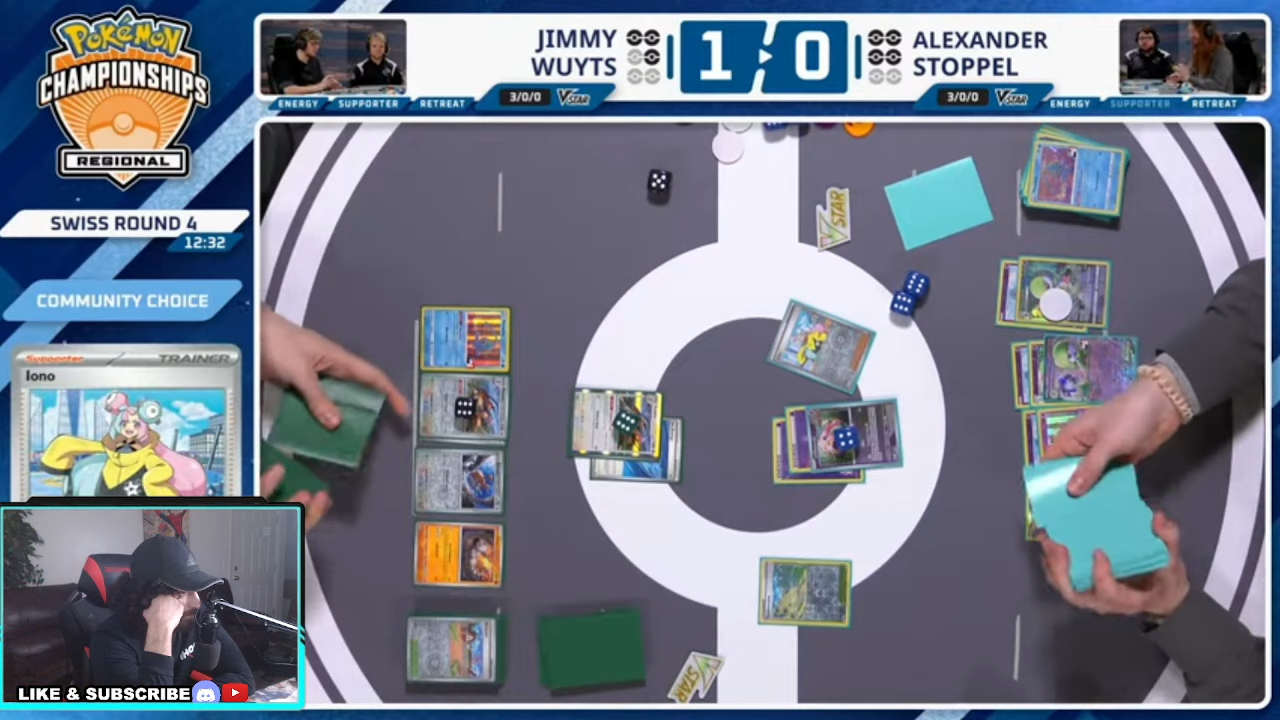 Pokémon
CHAMPIONSHIPS
REGIONAL
SWISS ROUND 4
12:32
COMMUNITY CHOICE
Supporter
TRAINER
Iono
JIMMY
WUYTS
1
0
ALEXANDER
STOPPEL
ENERGY
SUPPORTER
RETREAT
3/0/0
VSTAR
3/0/0
VSTAR
ENERGY
SUPPORTER
RETREAT
VSTAR
VSTAR
LIKE & SUBSCRIBE